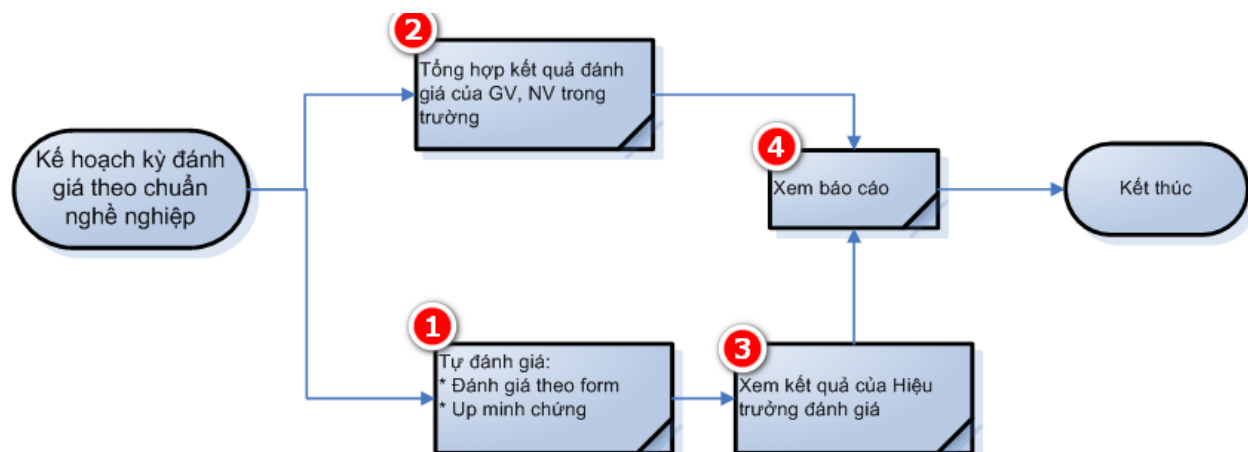 2
Tổng hợp kết quả đánh
giá của GV, NV trong
trường
Kế hoạch kỳ đánh
giá theo chuẩn
nghề nghiệp
4
Xem báo cáo
Kết thúc
1
Tự đánh giá:
* Đánh giá theo form
* Up minh chứng
3
Xem kết quả của Hiệu
trưởng đánh giá